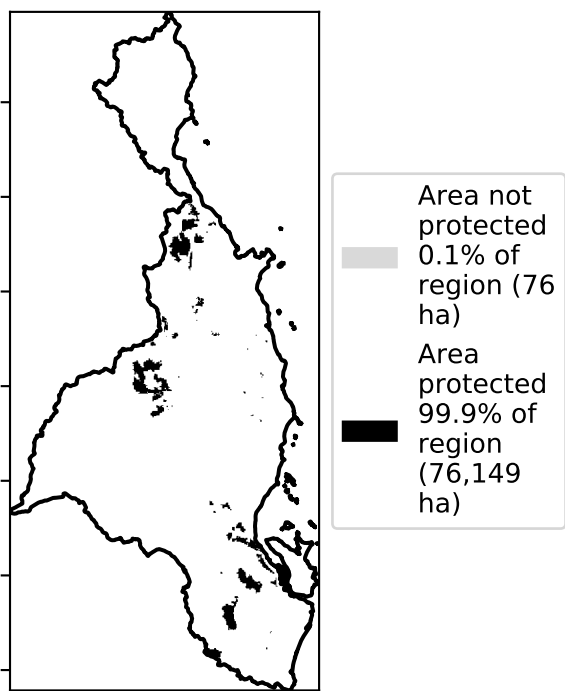 Area not
protected
0.1% of
region (76
ha)
Area
protected
99.9% of
region
(76,149
ha)